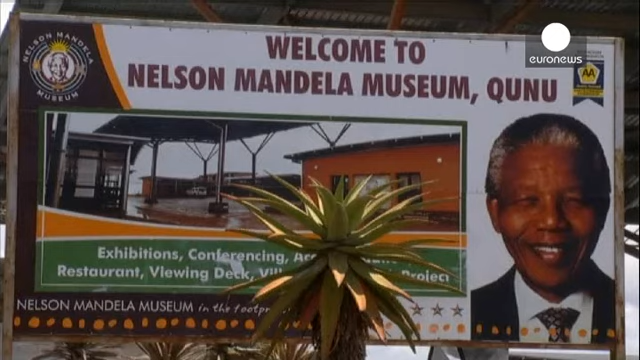 NELSON MANDELA
MUSEUM
WELCOME TO
NELSON MANDELA MUSEUM, QUNU
euronews
AA
Exhibitions, Conferencing,
Restaurant, Viewing Deck, Project
NELSON MANDELA MUSEUM in the